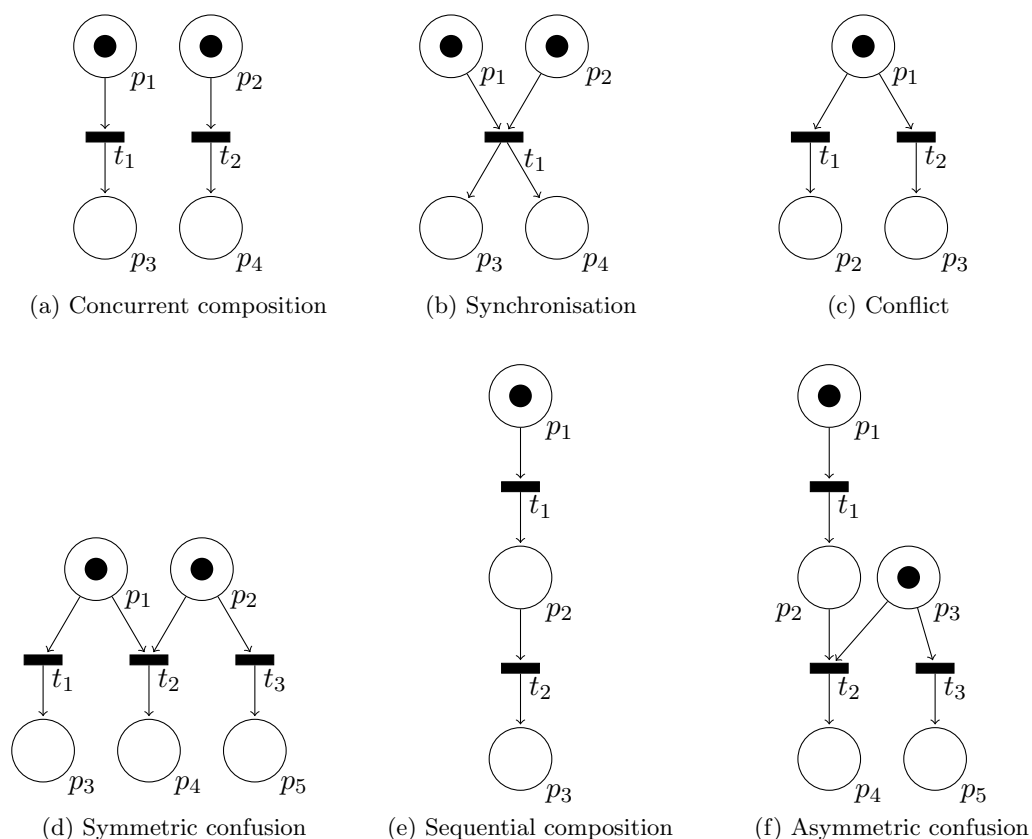 p₁ p₂
t₁ t₂
p₃ p₄
(a) Concurrent composition
p₁ p₂
t₁
p₃ p₄
(b) Synchronisation
p₁
t₁ t₂
p₂ p₃
(c) Conflict
p₁ p₂
t₁ t₂ t₃
p₃ p₄ p₅
(d) Symmetric confusion
p₁
t₁
p₂
t₂
p₃
(e) Sequential composition
p₁
t₁
p₂ p₃
t₂ t₃
p₄ p₅
(f) Asymmetric confusion